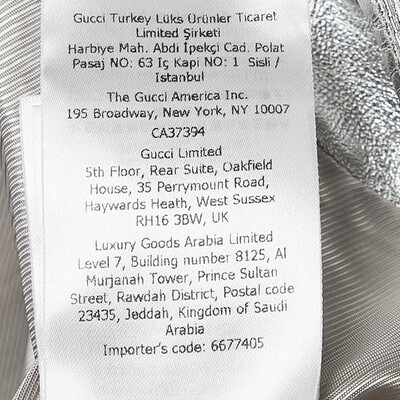 Gucci Turkey Lüks Ürünler Ticaret
Limited Şirketi
Harbiye Mah. Abdi İpekçi Cad. Polat
Pasaj NO: 63 Iç Kapi NO: 1 Sisli /
Istanbul
The Gucci America Inc.
195 Broadway, New York, NY 10007
CA37394
Gucci Limited
5th Floor, Rear Suite, Oakfield
House, 35 Perrymount Road,
Haywards Heath, West Sussex
RH16 3BW, UK
Luxury Goods Arabia Limited
Level 7, Building number 8125, Al
Murjanah Tower, Prince Sultan
Street, Rawdah District, Postal code
23435, Jeddah, Kingdom of Saudi
Arabia
Importer's code: 6677405